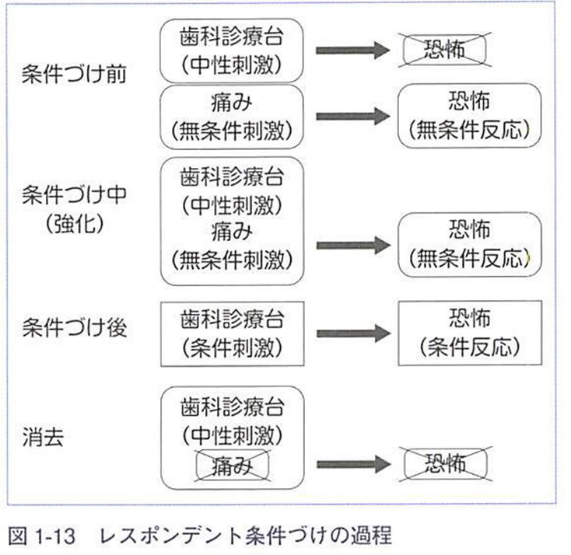 条件づけ前
歯科診療台
(中性刺激)
恐怖
痛み
(無条件刺激)
恐怖
(無条件反応)
条件づけ中
(強化)
歯科診療台
(中性刺激)
痛み
(無条件刺激)
恐怖
(無条件反応)
条件づけ後
歯科診療台
(条件刺激)
恐怖
(条件反応)
消去
歯科診療台
(中性刺激)
痛み
恐怖
図 1-13 レスポンデント条件づけの過程